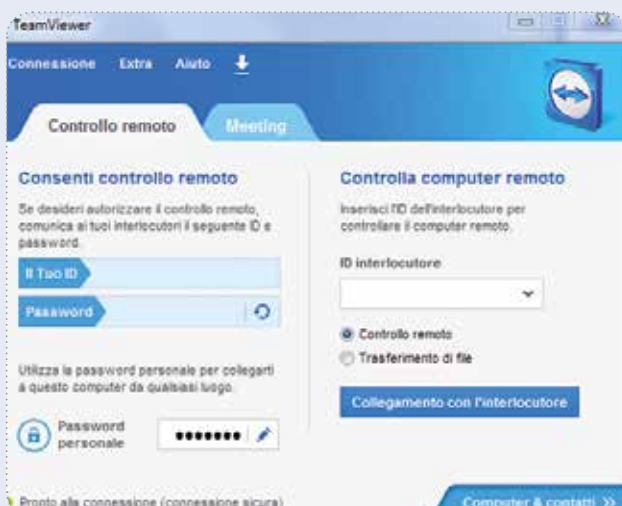 TeamViewer
Connessione Extra Aiuto
Controllo remoto Meeting
Consenti controllo remoto
Se desideri autorizzare il controllo remoto,
comunica ai tuoi interlocutori il seguente ID e
password.
Il Tuo ID
Password
Utilizza la password personale per collegarti
a questo computer da qualsiasi luogo.
Password
personale
Pronto alla connessione (connessione sicura)
Controlla computer remoto
Inserisci l'ID dell'interlocutore per
controllare il computer remoto.
ID interlocutore
Controllo remoto
Trasferimento di file
Collegamento con l'interlocutore
Computer & contatti >>